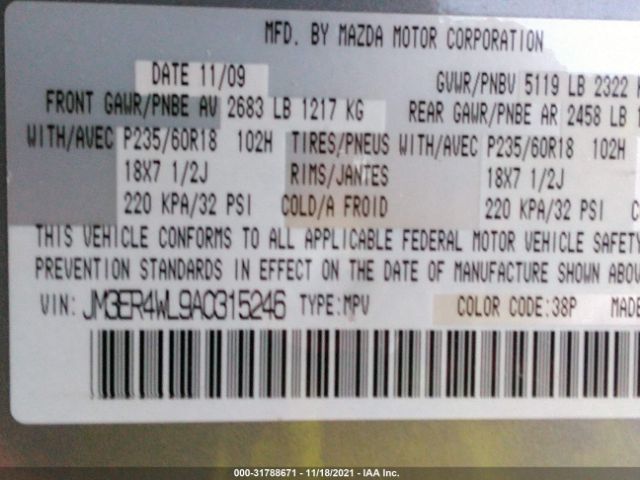 MFD. BY MAZDA MOTOR CORPORATION
DATE 11/09 GVWR/PNBV 5119 LB 2322
FRONT GAWR/PNBE AV 2683 LB 1217 KG REAR GAWR/PNBE AR 2458 LB
WITH/AVEC P235/60R18 102H TIRES/PNEUS WITH/AVEC P235/60R18 102H
18X7 1/2J RIMS/JANTES 18X7 1/2J
220 KPA/32 PSI COLD/A FROID 220 KPA/32 PSI
THIS VEHICLE CONFORMS TO ALL APPLICABLE FEDERAL MOTOR VEHICLE SAFETY
PREVENTION STANDARDS IN EFFECT ON THE DATE OF MANUFACTURE SHOWN
VIN: JM3ER4WL9A0315246 TYPE:MPV COLOR CODE:38P MADE
000-31788671 - 11/18/2021 - IAA Inc.